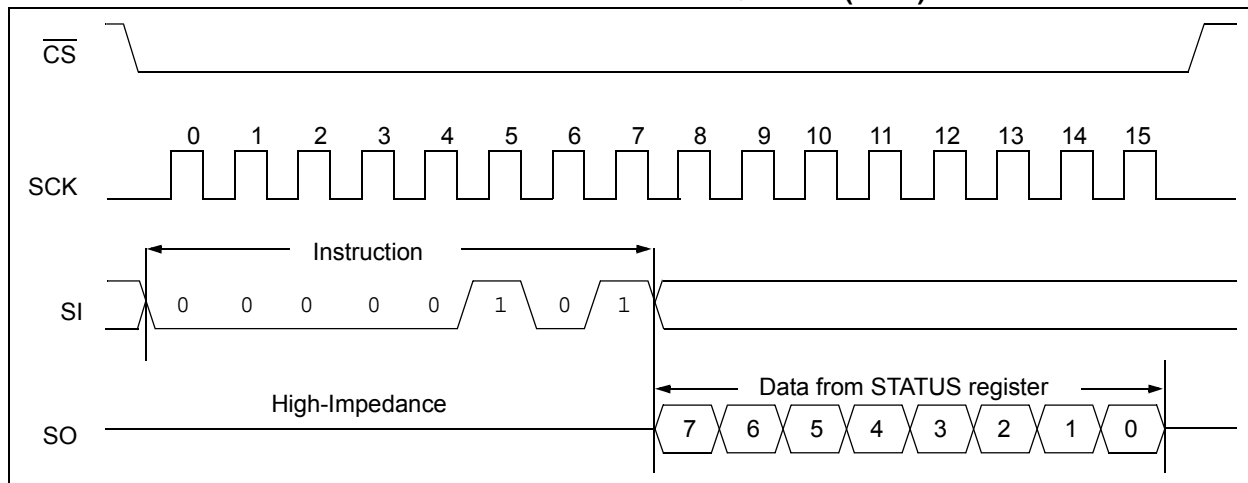 CS
0 1 2 3 4 5 6 7 8 9 10 11 12 13 14 15
SCK
Instruction
SI 0 0 0 0 0 1 0 1
Data from STATUS register
High-Impedance
SO 7 6 5 4 3 2 1 0